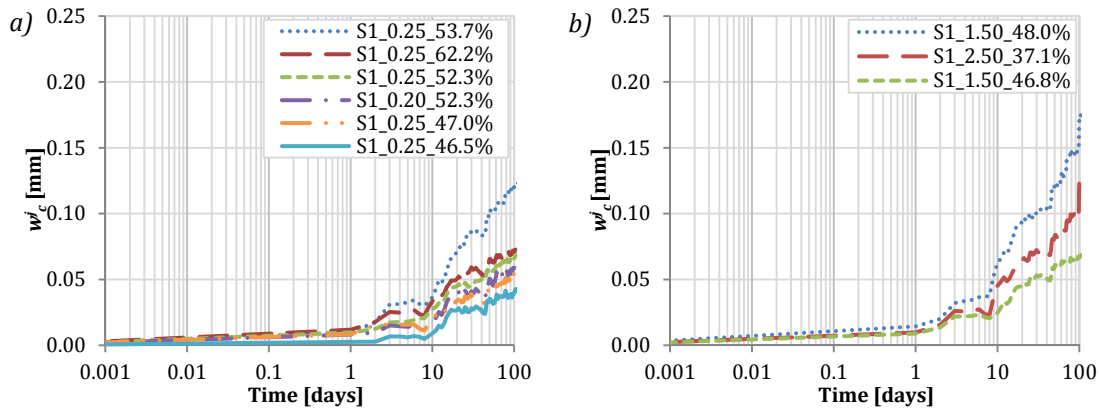 a)
w^j_c [mm]
0.25
0.20
0.15
0.10
0.05
0.00
S1_0.25_53.7%
S1_0.25_62.2%
S1_0.25_52.3%
S1_0.20_52.3%
S1_0.25_47.0%
S1_0.25_46.5%
0.001 0.01 0.1 1 10 100
Time [days]
b)
w^j_c [mm]
0.25
0.20
0.15
0.10
0.05
0.00
S1_1.50_48.0%
S1_2.50_37.1%
S1_1.50_46.8%
0.001 0.01 0.1 1 10 100
Time [days]